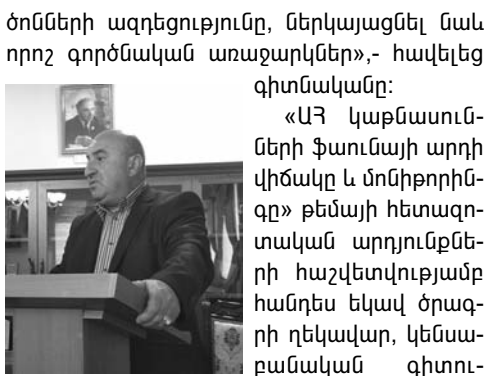 ծոնների ազդեցությունը, ներկայացնել նաև
որոշ գործնական առաջարկներ»,- հավելեց
գիտնականը:
«ԱՀ կաթնասուն-
ների ֆաունայի արդի
վիճակը և մոնիթորին-
գը» թեմայի հետազո-
տական արդյունքնե-
րի հաշվետվությամբ
հանդես եկավ ծրագ-
րի ղեկավար, կենսա-
բանական գիտու-